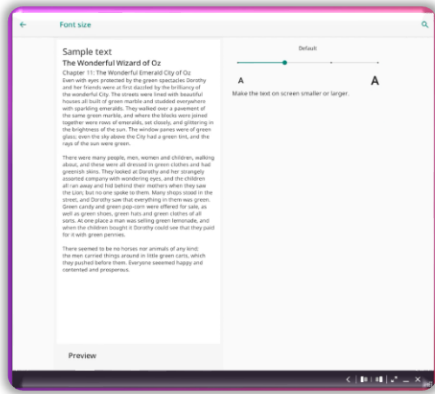 Font size
Sample text
The Wonderful Wizard of Oz
Chapter 11: The Wonderful Emerald City of Oz
Even with eyes protected by the green spectacles Dorothy
and her friends were at first dazzled by the brilliancy of
the wonderful City. The streets were lined with beautiful
houses all built of green marble and studded everywhere
with sparkling emeralds. They walked over a pavement of
the same green marble, and where the blocks were joined
together were rows of emeralds, set closely, and glittering in
the brightness of the sun. The window panes were of green
glass; even the sky above the City had a green tint, and the
rays of the sun were green.
There were many people, men, women and children, walking
about, and these were all dressed in green clothes and had
greenish skins. They looked at Dorothy and her strangely
assorted company with wondering eyes, and the children
all ran away and hid behind their mothers when they saw
the Lion; but no one spoke to them. Many shops stood in the
street, and Dorothy saw that everything in them was green.
Green candy and green pop-corn were offered for sale, as
well as green shoes, green hats and green clothes of all
sorts. At one place a man was selling green lemonade, and
when the children bought it Dorothy could see that they paid
for it with green pennies.
There seemed to be no horses nor animals of any kind;
the men carried things around in little green carts, which
they pushed before them. Everyone seemed happy and
contented and prosperous.
Preview
Default
A A
Make the text on screen smaller or larger.